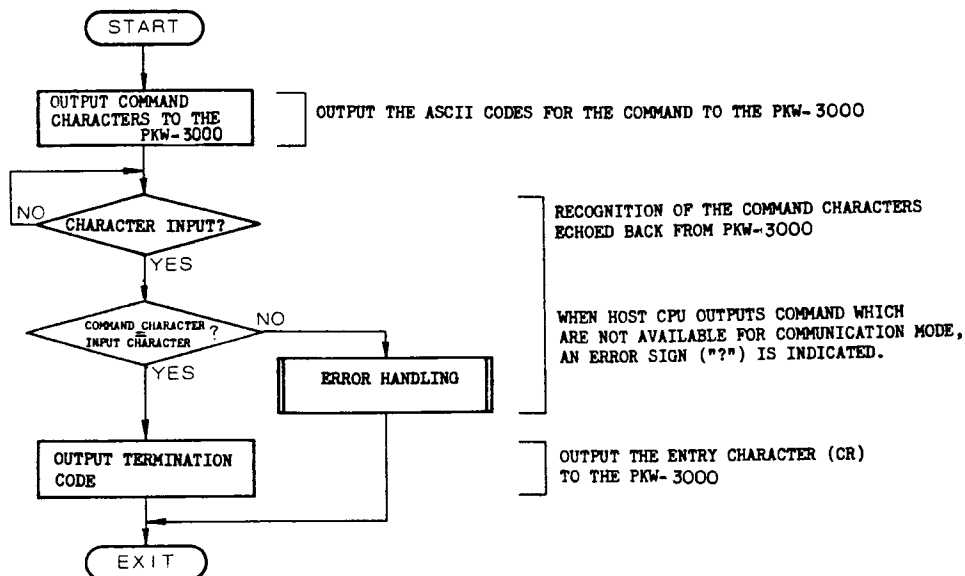 START
OUTPUT COMMAND
CHARACTERS TO THE
PKW-3000
OUTPUT THE ASCII CODES FOR THE COMMAND TO THE PKW-3000
NO
CHARACTER INPUT?
YES
RECOGNITION OF THE COMMAND CHARACTERS
ECHOED BACK FROM PKW-3000
COMMAND CHARACTER
= ?
INPUT CHARACTER
NO
YES
WHEN HOST CPU OUTPUTS COMMAND WHICH
ARE NOT AVAILABLE FOR COMMUNICATION MODE,
AN ERROR SIGN ("?") IS INDICATED.
ERROR HANDLING
OUTPUT TERMINATION
CODE
OUTPUT THE ENTRY CHARACTER (CR)
TO THE PKW-3000
EXIT